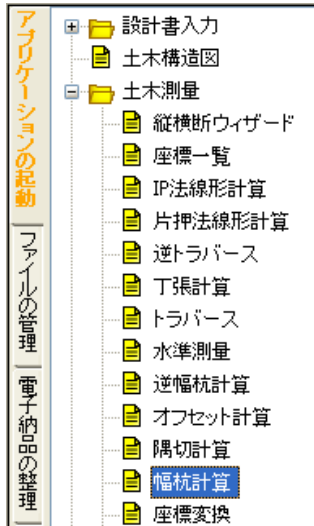 アプリケーションの起動
ファイルの管理
電子納品の整理
設計書入力
土木構造図
土木測量
縦横断ウィザード
座標一覧
IP法線形計算
片押法線形計算
逆トラバース
丁張計算
トラバース
水準測量
逆幅杭計算
オフセット計算
隅切計算
幅杭計算
座標変換